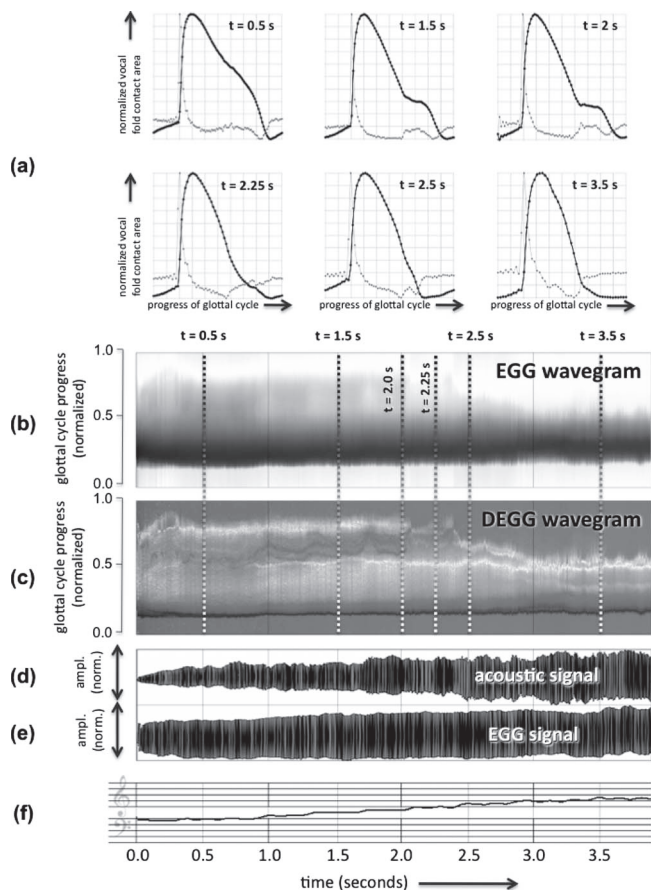 (a)
normalized vocal
fold contact area
t = 0.5 s
t = 1.5 s
t = 2 s
normalized vocal
fold contact area
t = 2.25 s
t = 2.5 s
t = 3.5 s
progress of glottal cycle
progress of glottal cycle
progress of glottal cycle
t = 0.5 s
t = 1.5 s
t = 2.5 s
t = 3.5 s
(b)
glottal cycle progress
(normalized)
1.0
0.5
0.0
t = 2.0 s
t = 2.25 s
EGG wavegram
(c)
glottal cycle progress
(normalized)
1.0
0.5
0.0
DEGG wavegram
(d)
ampl.
(norm.)
acoustic signal
(e)
ampl.
(norm.)
EGG signal
(f)
0.0
0.5
1.0
1.5
2.0
2.5
3.0
3.5
time (seconds)